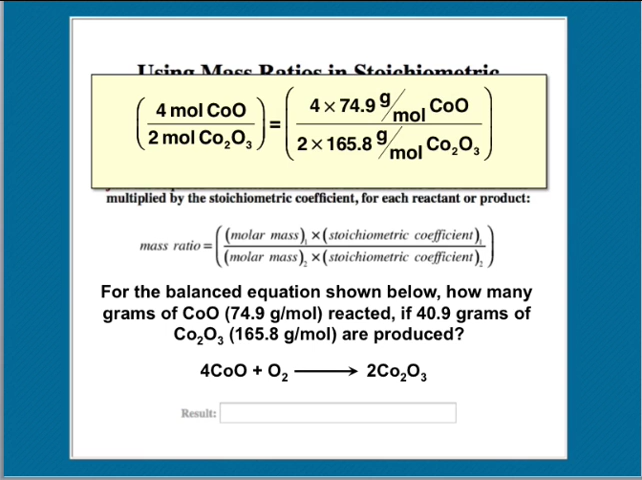 Using Mass Ratios in Stoichiometric
(4 mol CoO / 2 mol Co₂O₃) = (4 × 74.9 g/mol CoO / 2 × 165.8 g/mol Co₂O₃)
multiplied by the stoichiometric coefficient, for each reactant or product:
mass ratio = ((molar mass)₁ × (stoichiometric coefficient)₁ / (molar mass)₂ × (stoichiometric coefficient)₂)
For the balanced equation shown below, how many
grams of CoO (74.9 g/mol) reacted, if 40.9 grams of
Co₂O₃ (165.8 g/mol) are produced?
4CoO + O₂ ⟶ 2Co₂O₃
Result: